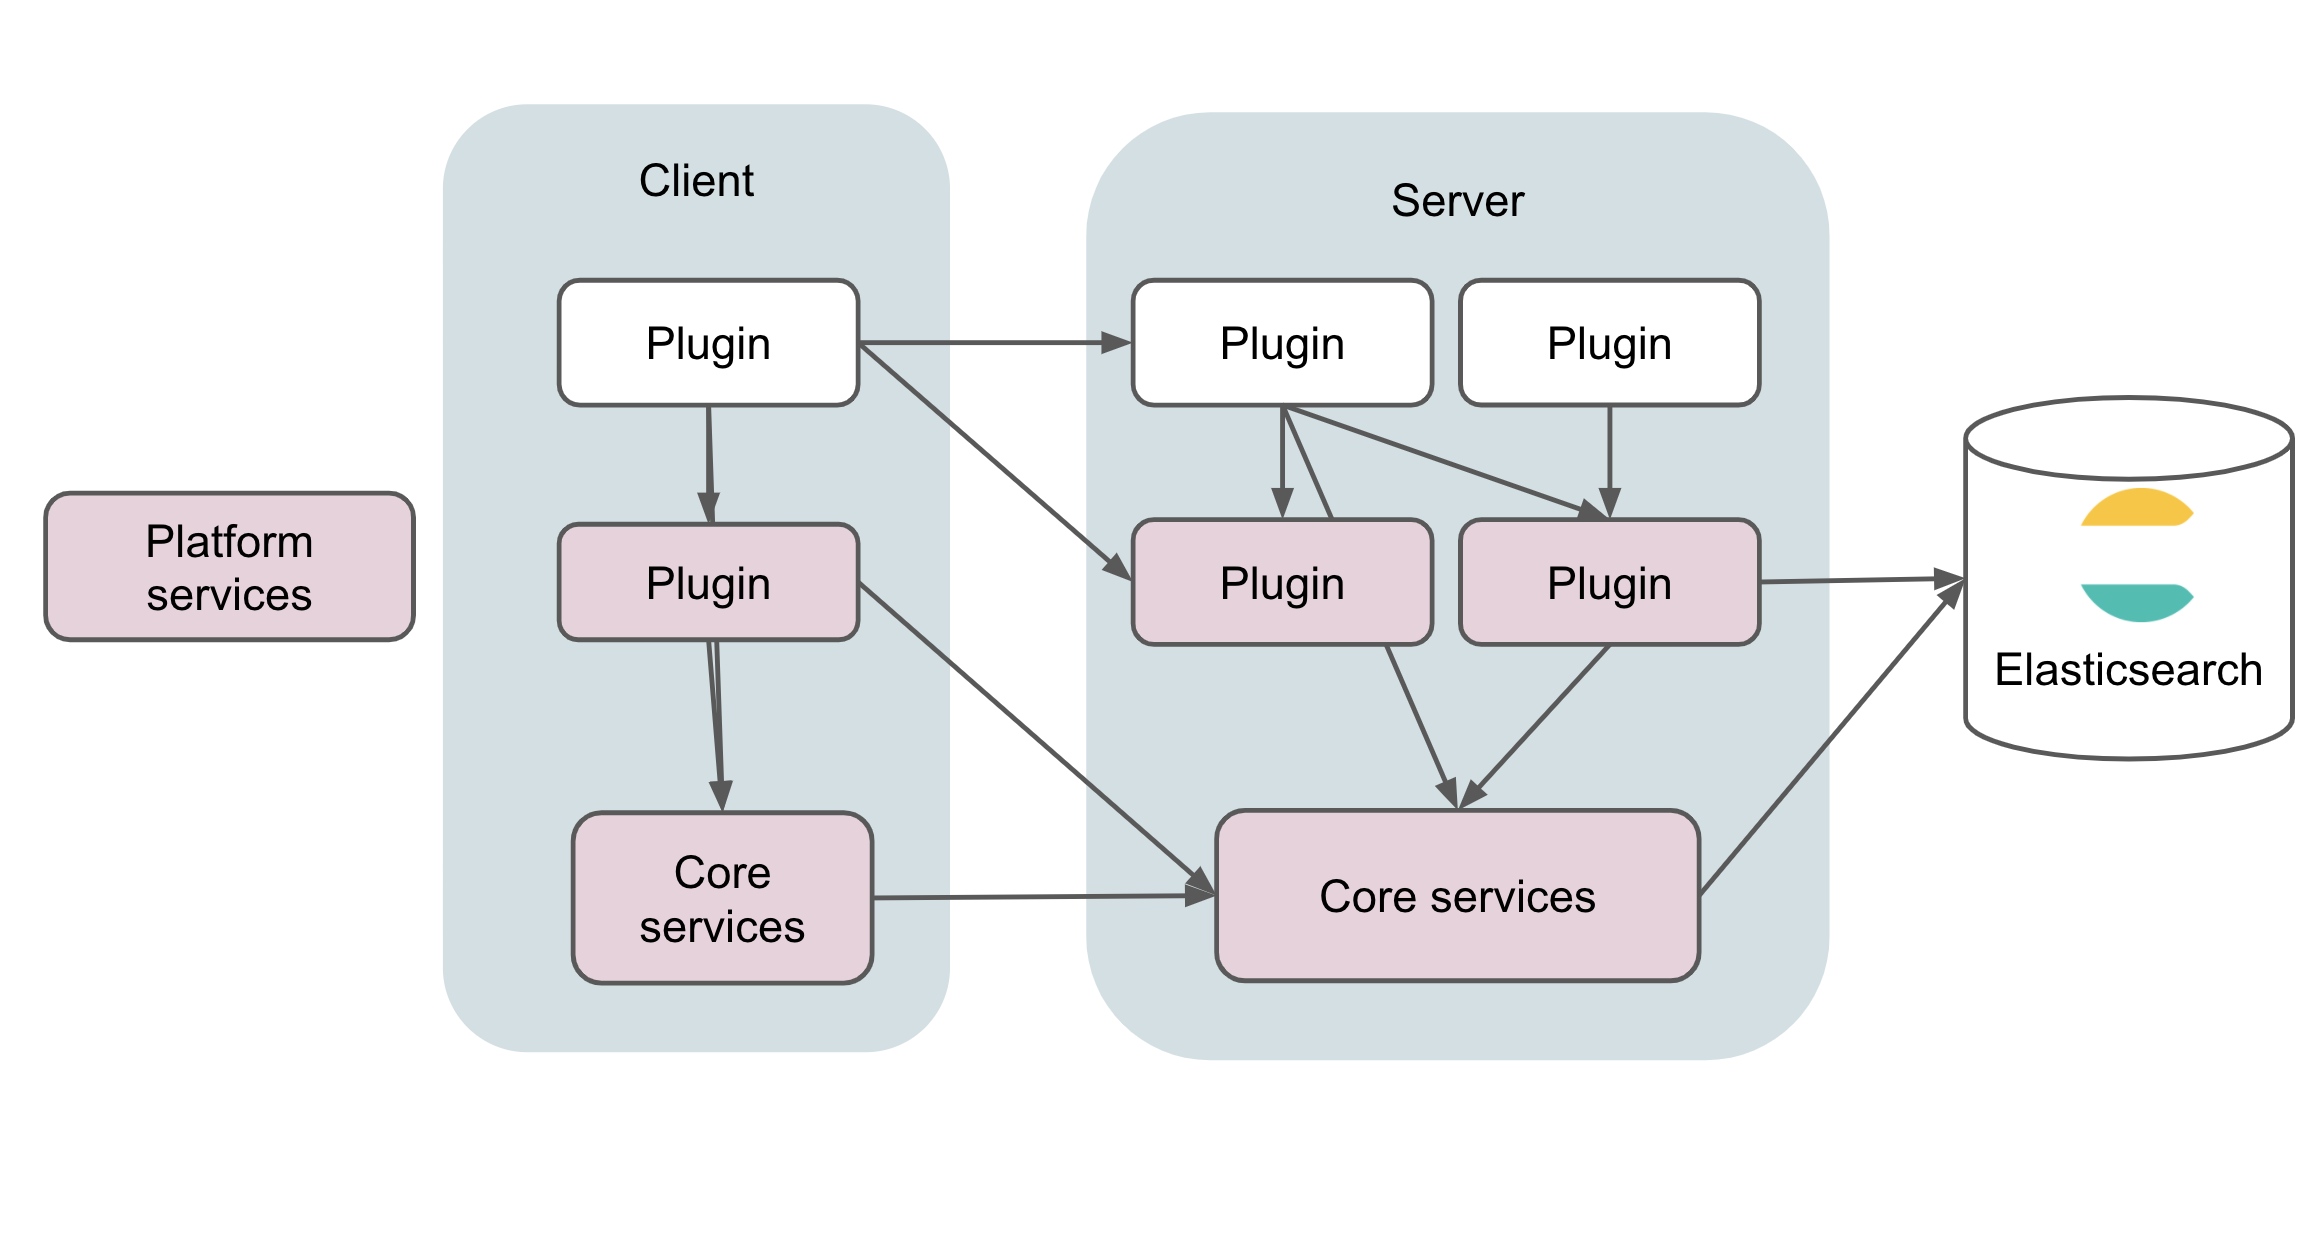 Client
Server
Plugin
Plugin
Plugin
Platform
services
Plugin
Plugin
Plugin
Elasticsearch
Core
services
Core services